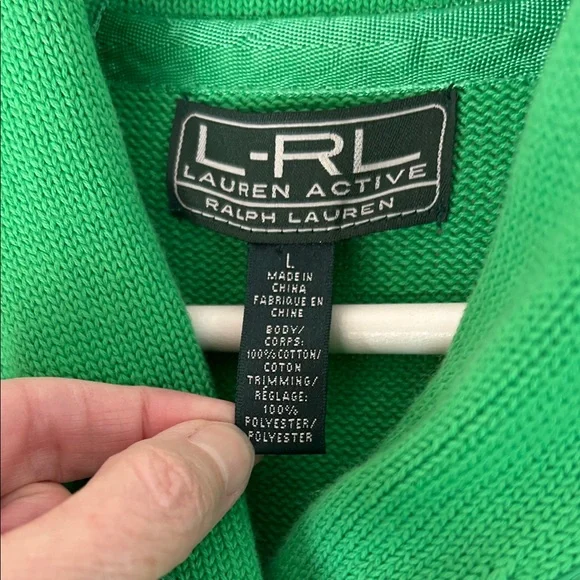 L-RL
LAUREN ACTIVE
RALPH LAUREN
L
MADE IN
CHINA
FABRIQUE EN
CHINE
BODY/
CORPS:
100% COTTON/
COTON
TRIMMING/
RÉGLAGE:
100%
POLYESTER/
POLYESTER